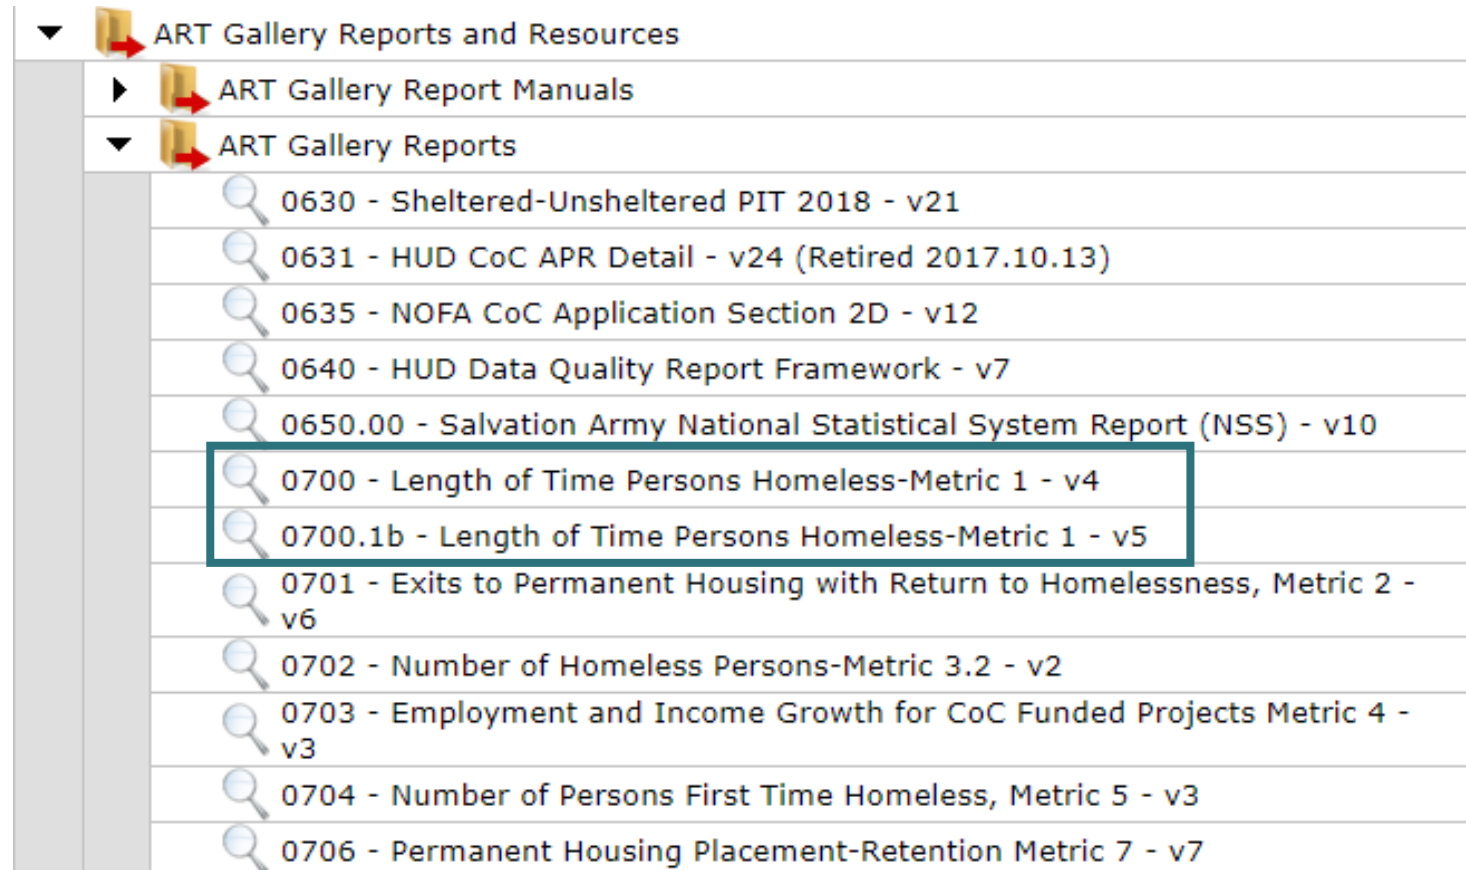 ART Gallery Reports and Resources
ART Gallery Report Manuals
ART Gallery Reports
0630 - Sheltered-Unsheltered PIT 2018 - v21
0631 - HUD CoC APR Detail - v24 (Retired 2017.10.13)
0635 - NOFA CoC Application Section 2D - v12
0640 - HUD Data Quality Report Framework - v7
0650.00 - Salvation Army National Statistical System Report (NSS) - v10
0700 - Length of Time Persons Homeless-Metric 1 - v4
0700.1b - Length of Time Persons Homeless-Metric 1 - v5
0701 - Exits to Permanent Housing with Return to Homelessness, Metric 2 -
v6
0702 - Number of Homeless Persons-Metric 3.2 - v2
0703 - Employment and Income Growth for CoC Funded Projects Metric 4 -
v3
0704 - Number of Persons First Time Homeless, Metric 5 - v3
0706 - Permanent Housing Placement-Retention Metric 7 - v7